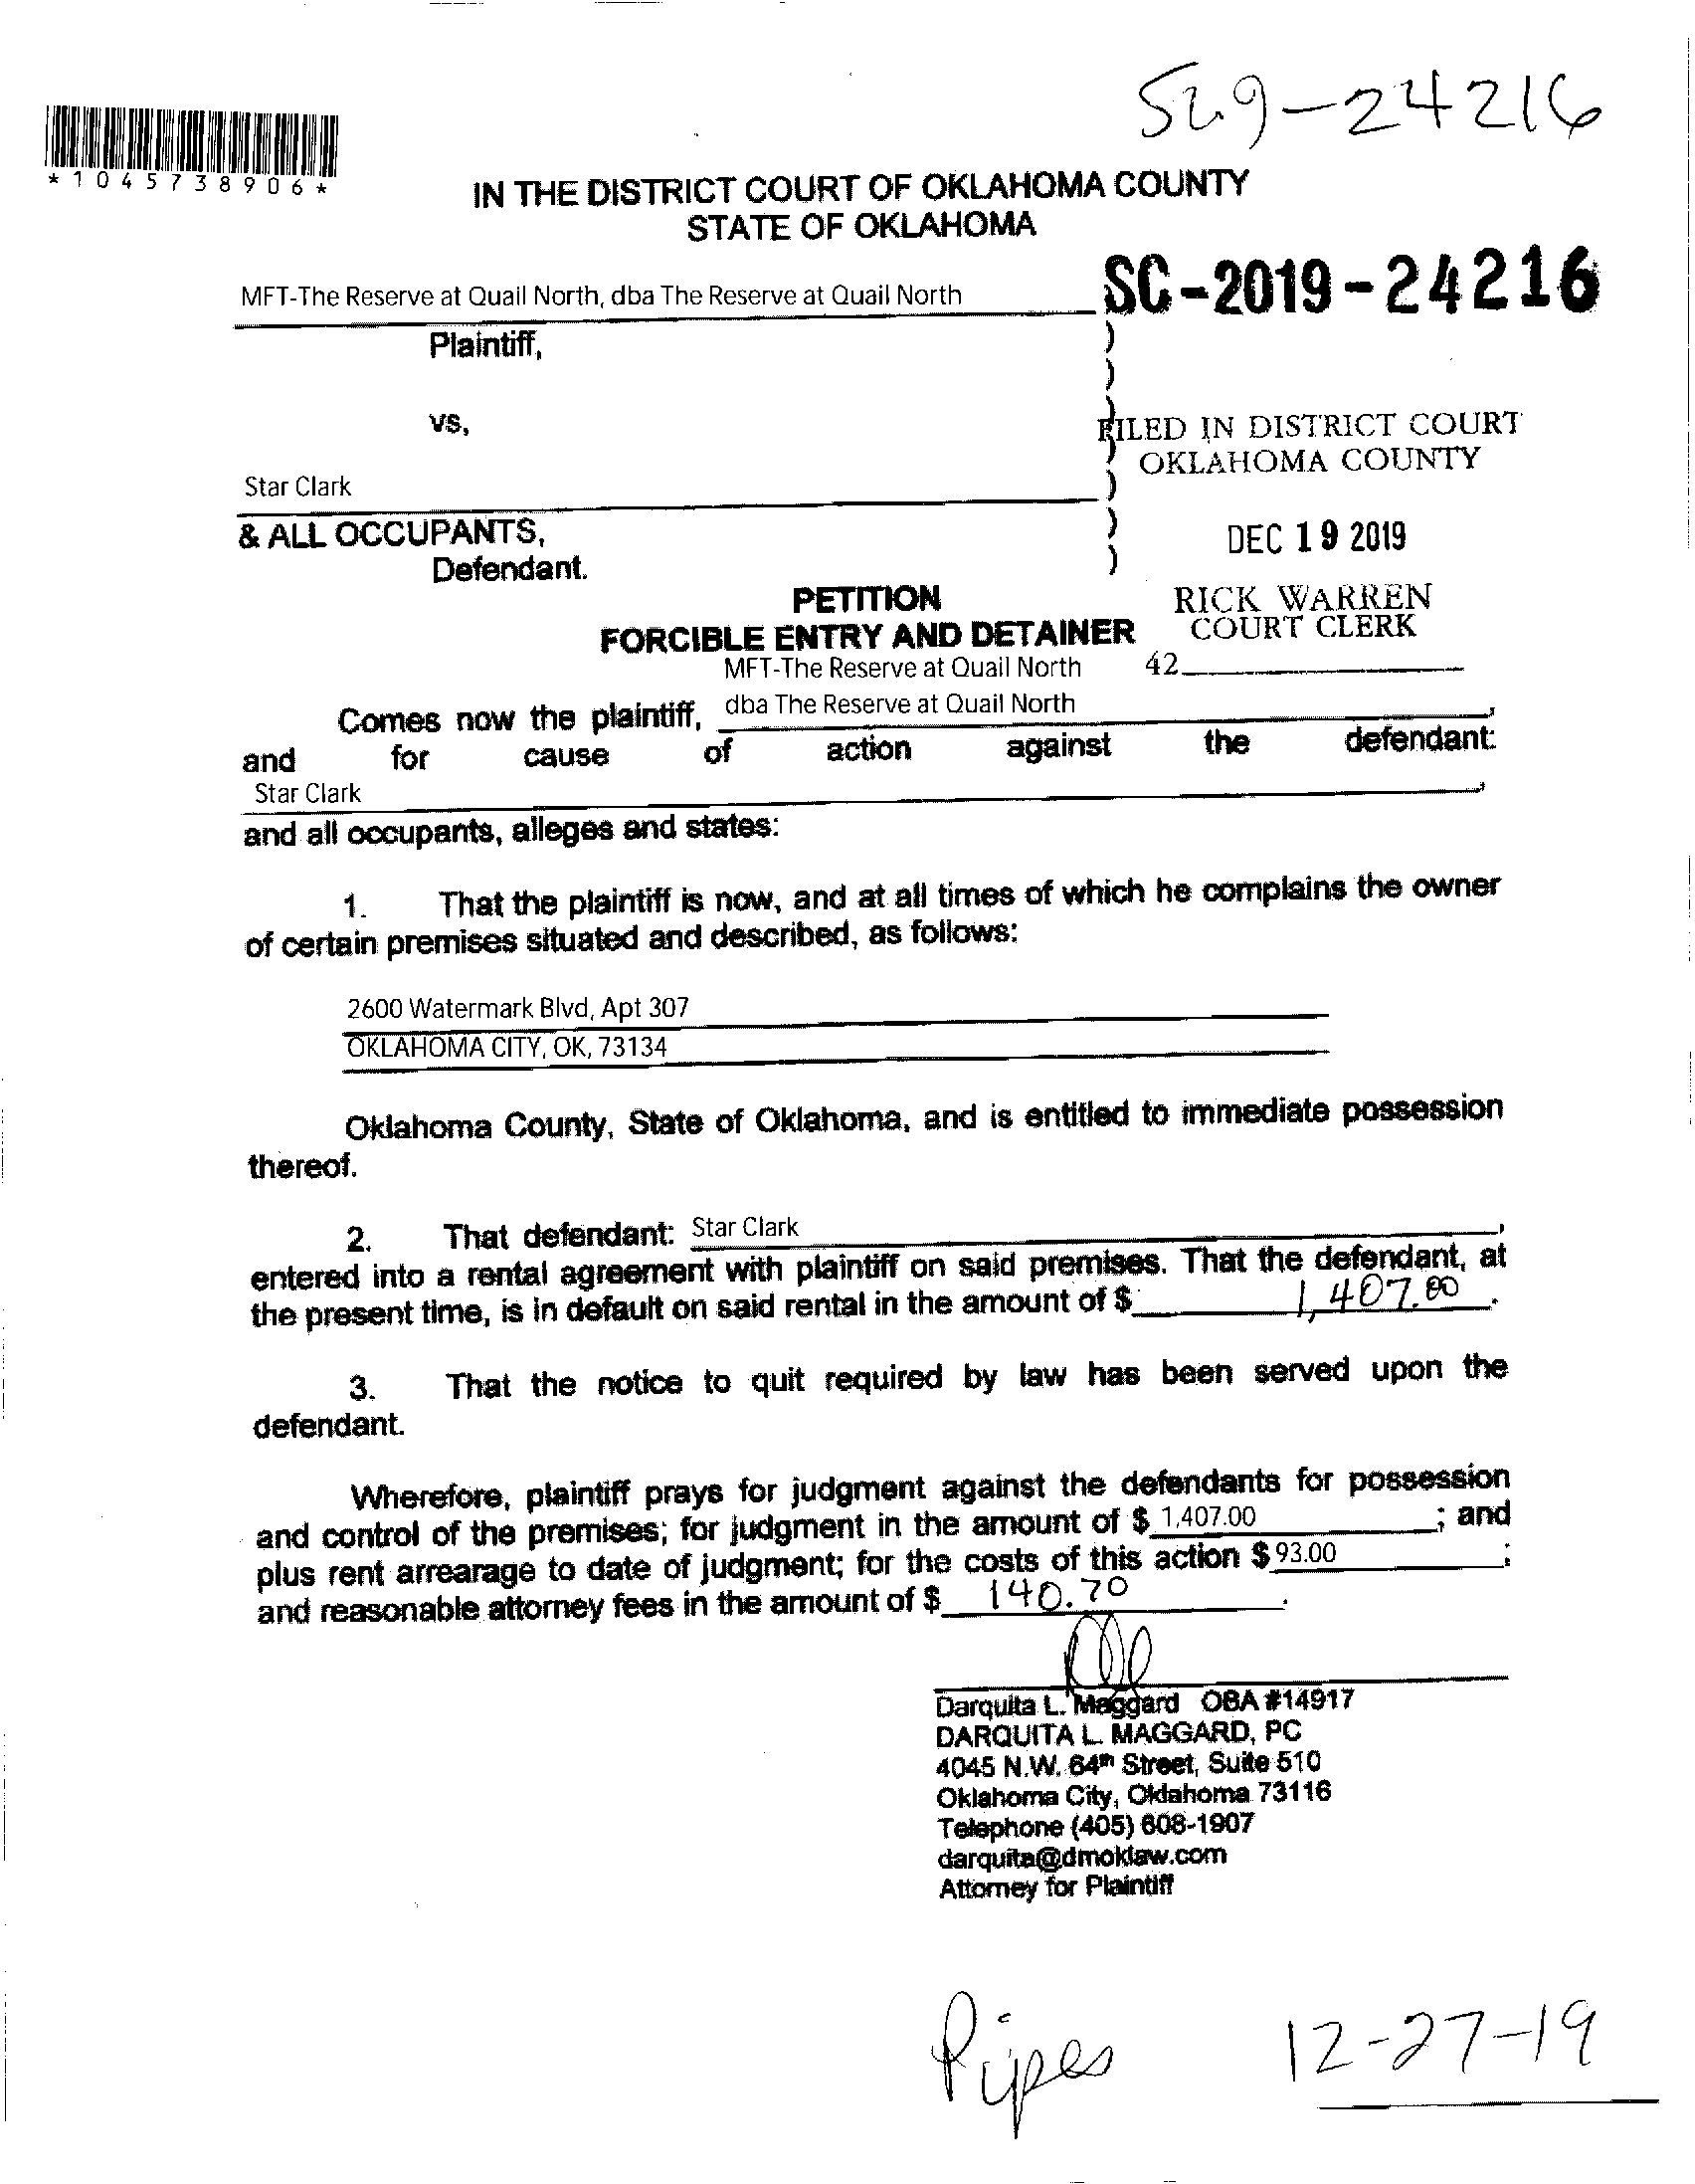 SC19-24216
*1045738906*
IN THE DISTRICT COURT OF OKLAHOMA COUNTY
STATE OF OKLAHOMA
SC-2019-24216
MFT-The Reserve at Quail North, dba The Reserve at Quail North
Plaintiff,
)
)
vs,
)
FILED IN DISTRICT COURT
OKLAHOMA COUNTY
)
Star Clark
)
& ALL OCCUPANTS,
)
Defendant.
)
DEC 19 2019
PETITION
RICK WARREN
FORCIBLE ENTRY AND DETAINER
COURT CLERK
MFT-The Reserve at Quail North
42
Comes now the plaintiff, dba The Reserve at Quail North,
and for cause of action against the defendant:
Star Clark,
and all occupants, alleges and states:
1. That the plaintiff is now, and at all times of which he complains the owner
of certain premises situated and described, as follows:
2600 Watermark Blvd, Apt 307
OKLAHOMA CITY, OK, 73134
Oklahoma County, State of Oklahoma, and is entitled to immediate possession
thereof.
2. That defendant: Star Clark,
entered into a rental agreement with plaintiff on said premises. That the defendant, at
the present time, is in default on said rental in the amount of $ 1,407.00.
3. That the notice to quit required by law has been served upon the
defendant.
Wherefore, plaintiff prays for judgment against the defendants for possession
and control of the premises; for judgment in the amount of $ 1,407.00; and
plus rent arrearage to date of judgment; for the costs of this action $ 93.00;
and reasonable attorney fees in the amount of $ 140.70.
Darquita L. Maggard OBA #14917
DARQUITA L. MAGGARD, PC
4045 N.W. 64th Street, Suite 510
Oklahoma City, Oklahoma 73116
Telephone (405) 608-1907
darquita@dmoklaw.com
Attorney for Plaintiff
Pipes 12-27-19